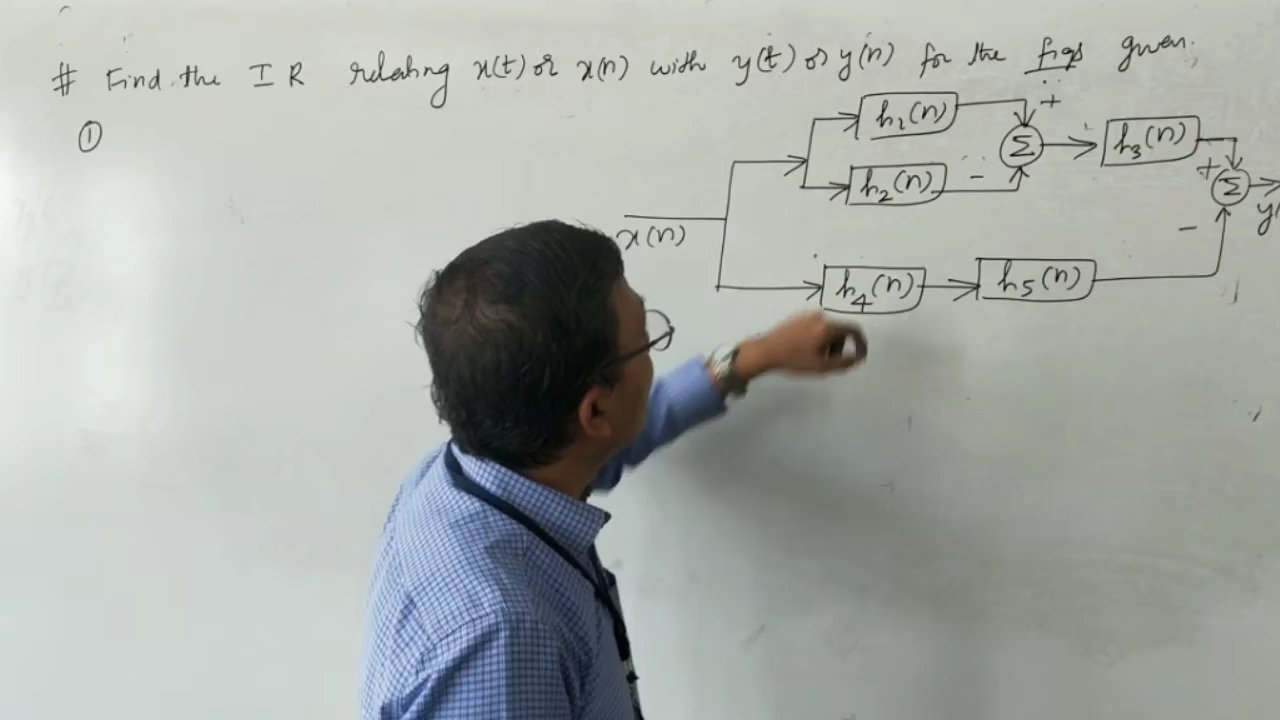 # Find the I R relating x(t) or x(n) with y(t) or y(n) for the figs given.
①
h₁(n)
+
h₂(n)
-
Σ
h₃(n)
+
Σ
-
x(n)
h₄(n)
h₅(n)